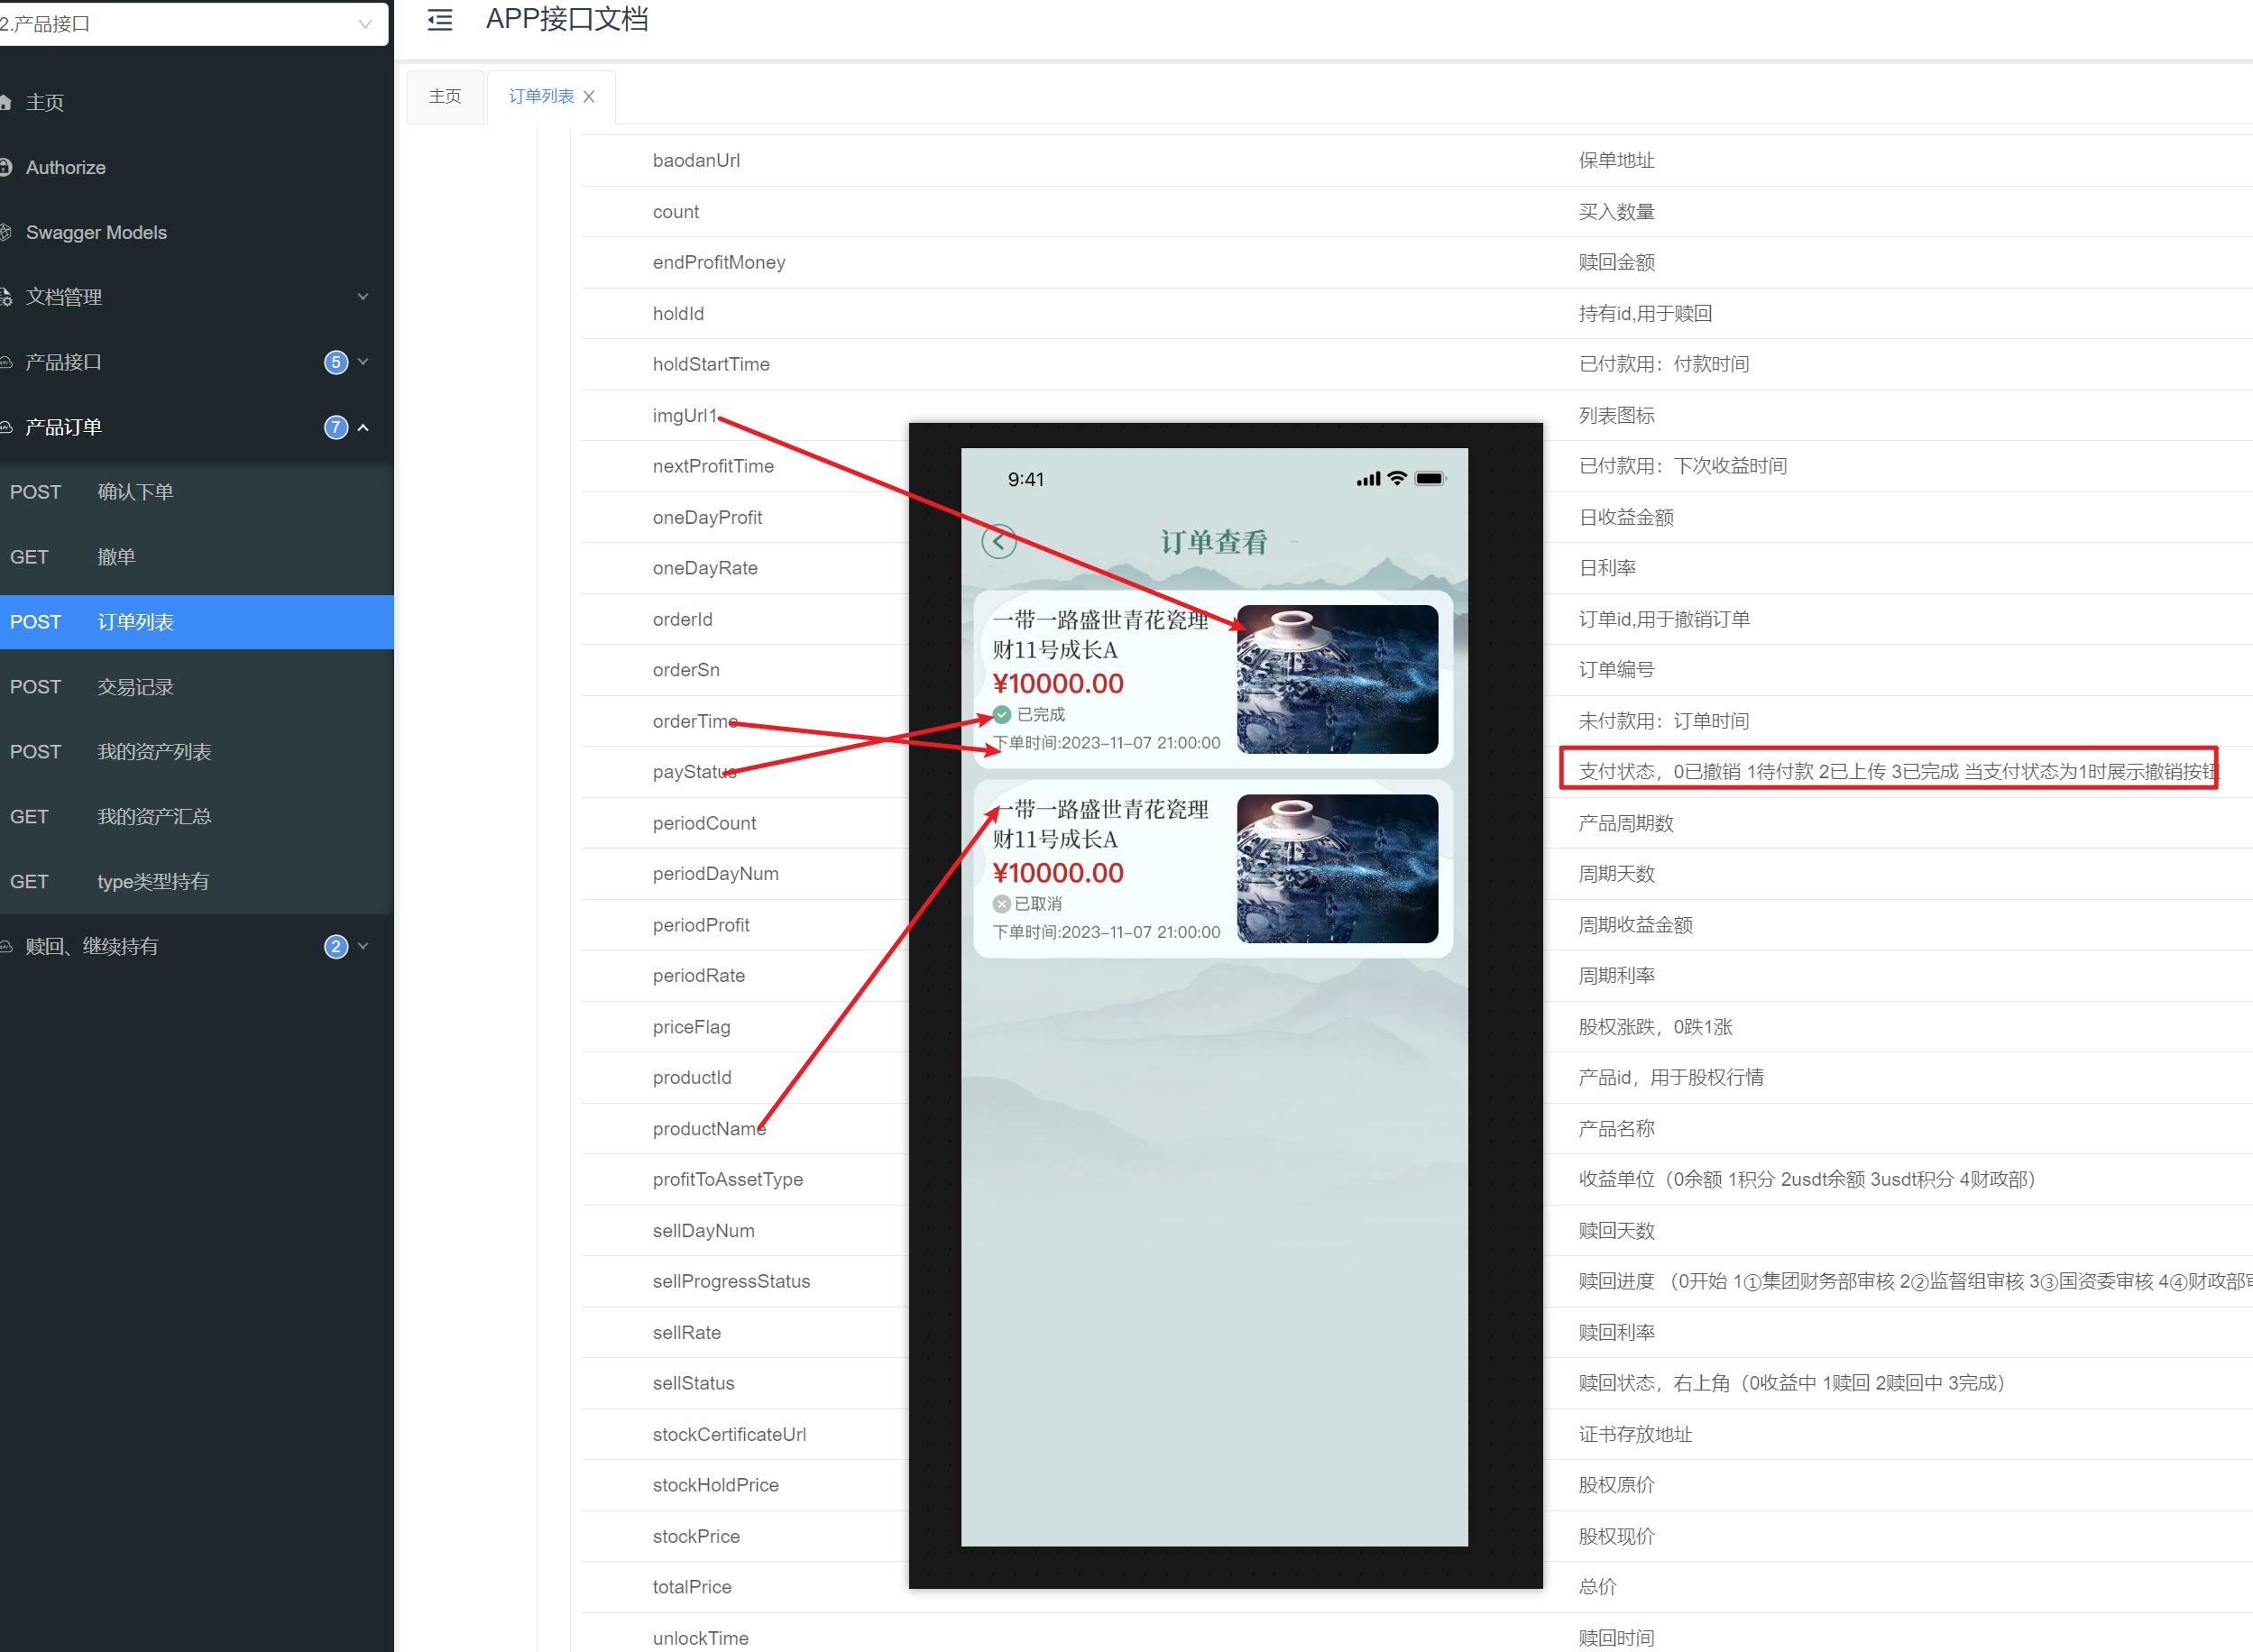 2.产品接口
主页
Authorize
Swagger Models
文档管理
产品接口 5
产品订单 7
POST 确认下单
GET 撤单
POST 订单列表
POST 交易记录
POST 我的资产列表
GET 我的资产汇总
GET type类型持有
赎回、继续持有 2
APP接口文档
主页 订单列表
baodanUrl 保单地址
count 买入数量
endProfitMoney 赎回金额
holdId 持有id,用于赎回
holdStartTime 已付款用：付款时间
imgUrl1 列表图标
nextProfitTime 已付款用：下次收益时间
oneDayProfit 日收益金额
oneDayRate 日利率
orderId 订单id,用于撤销订单
orderSn 订单编号
orderTime 未付款用：订单时间
payStatus 支付状态，0已撤销 1待付款 2已上传 3已完成 当支付状态为1时展示撤销按钮
periodCount 产品周期数
periodDayNum 周期天数
periodProfit 周期收益金额
periodRate 周期利率
priceFlag 股权涨跌，0跌1涨
productId 产品id，用于股权行情
productName 产品名称
profitToAssetType 收益单位（0余额 1积分 2usdt余额 3usdt积分 4财政部）
sellDayNum 赎回天数
sellProgressStatus 赎回进度 （0开始 1①集团财务部审核 2②监督组审核 3③国资委审核 4④财政部
sellRate 赎回利率
sellStatus 赎回状态，右上角（0收益中 1赎回 2赎回中 3完成）
stockCertificateUrl 证书存放地址
stockHoldPrice 股权原价
stockPrice 股权现价
totalPrice 总价
unlockTime 赎回时间
9:41
订单查看
一带一路盛世青花瓷理
财11号成长A
¥10000.00
已完成
下单时间:2023-11-07 21:00:00
一带一路盛世青花瓷理
财11号成长A
¥10000.00
已取消
下单时间:2023-11-07 21:00:00